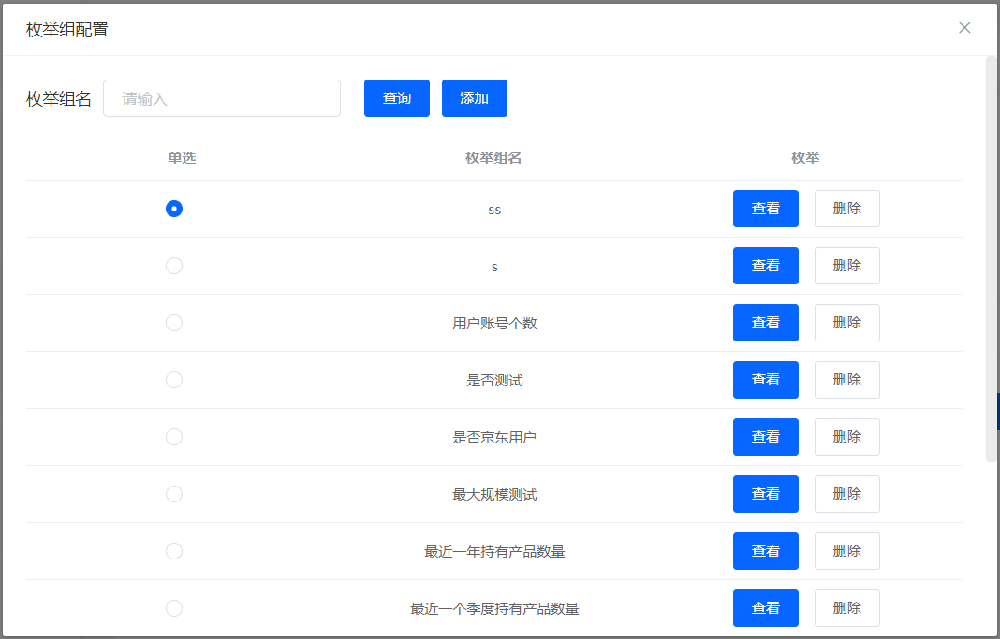 枚举组配置
枚举组名 请输入 查询 添加
单选 枚举组名 枚举
ss 查看 删除
s 查看 删除
用户账号个数 查看 删除
是否测试 查看 删除
是否京东用户 查看 删除
最大规模测试 查看 删除
最近一年持有产品数量 查看 删除
最近一个季度持有产品数量 查看 删除